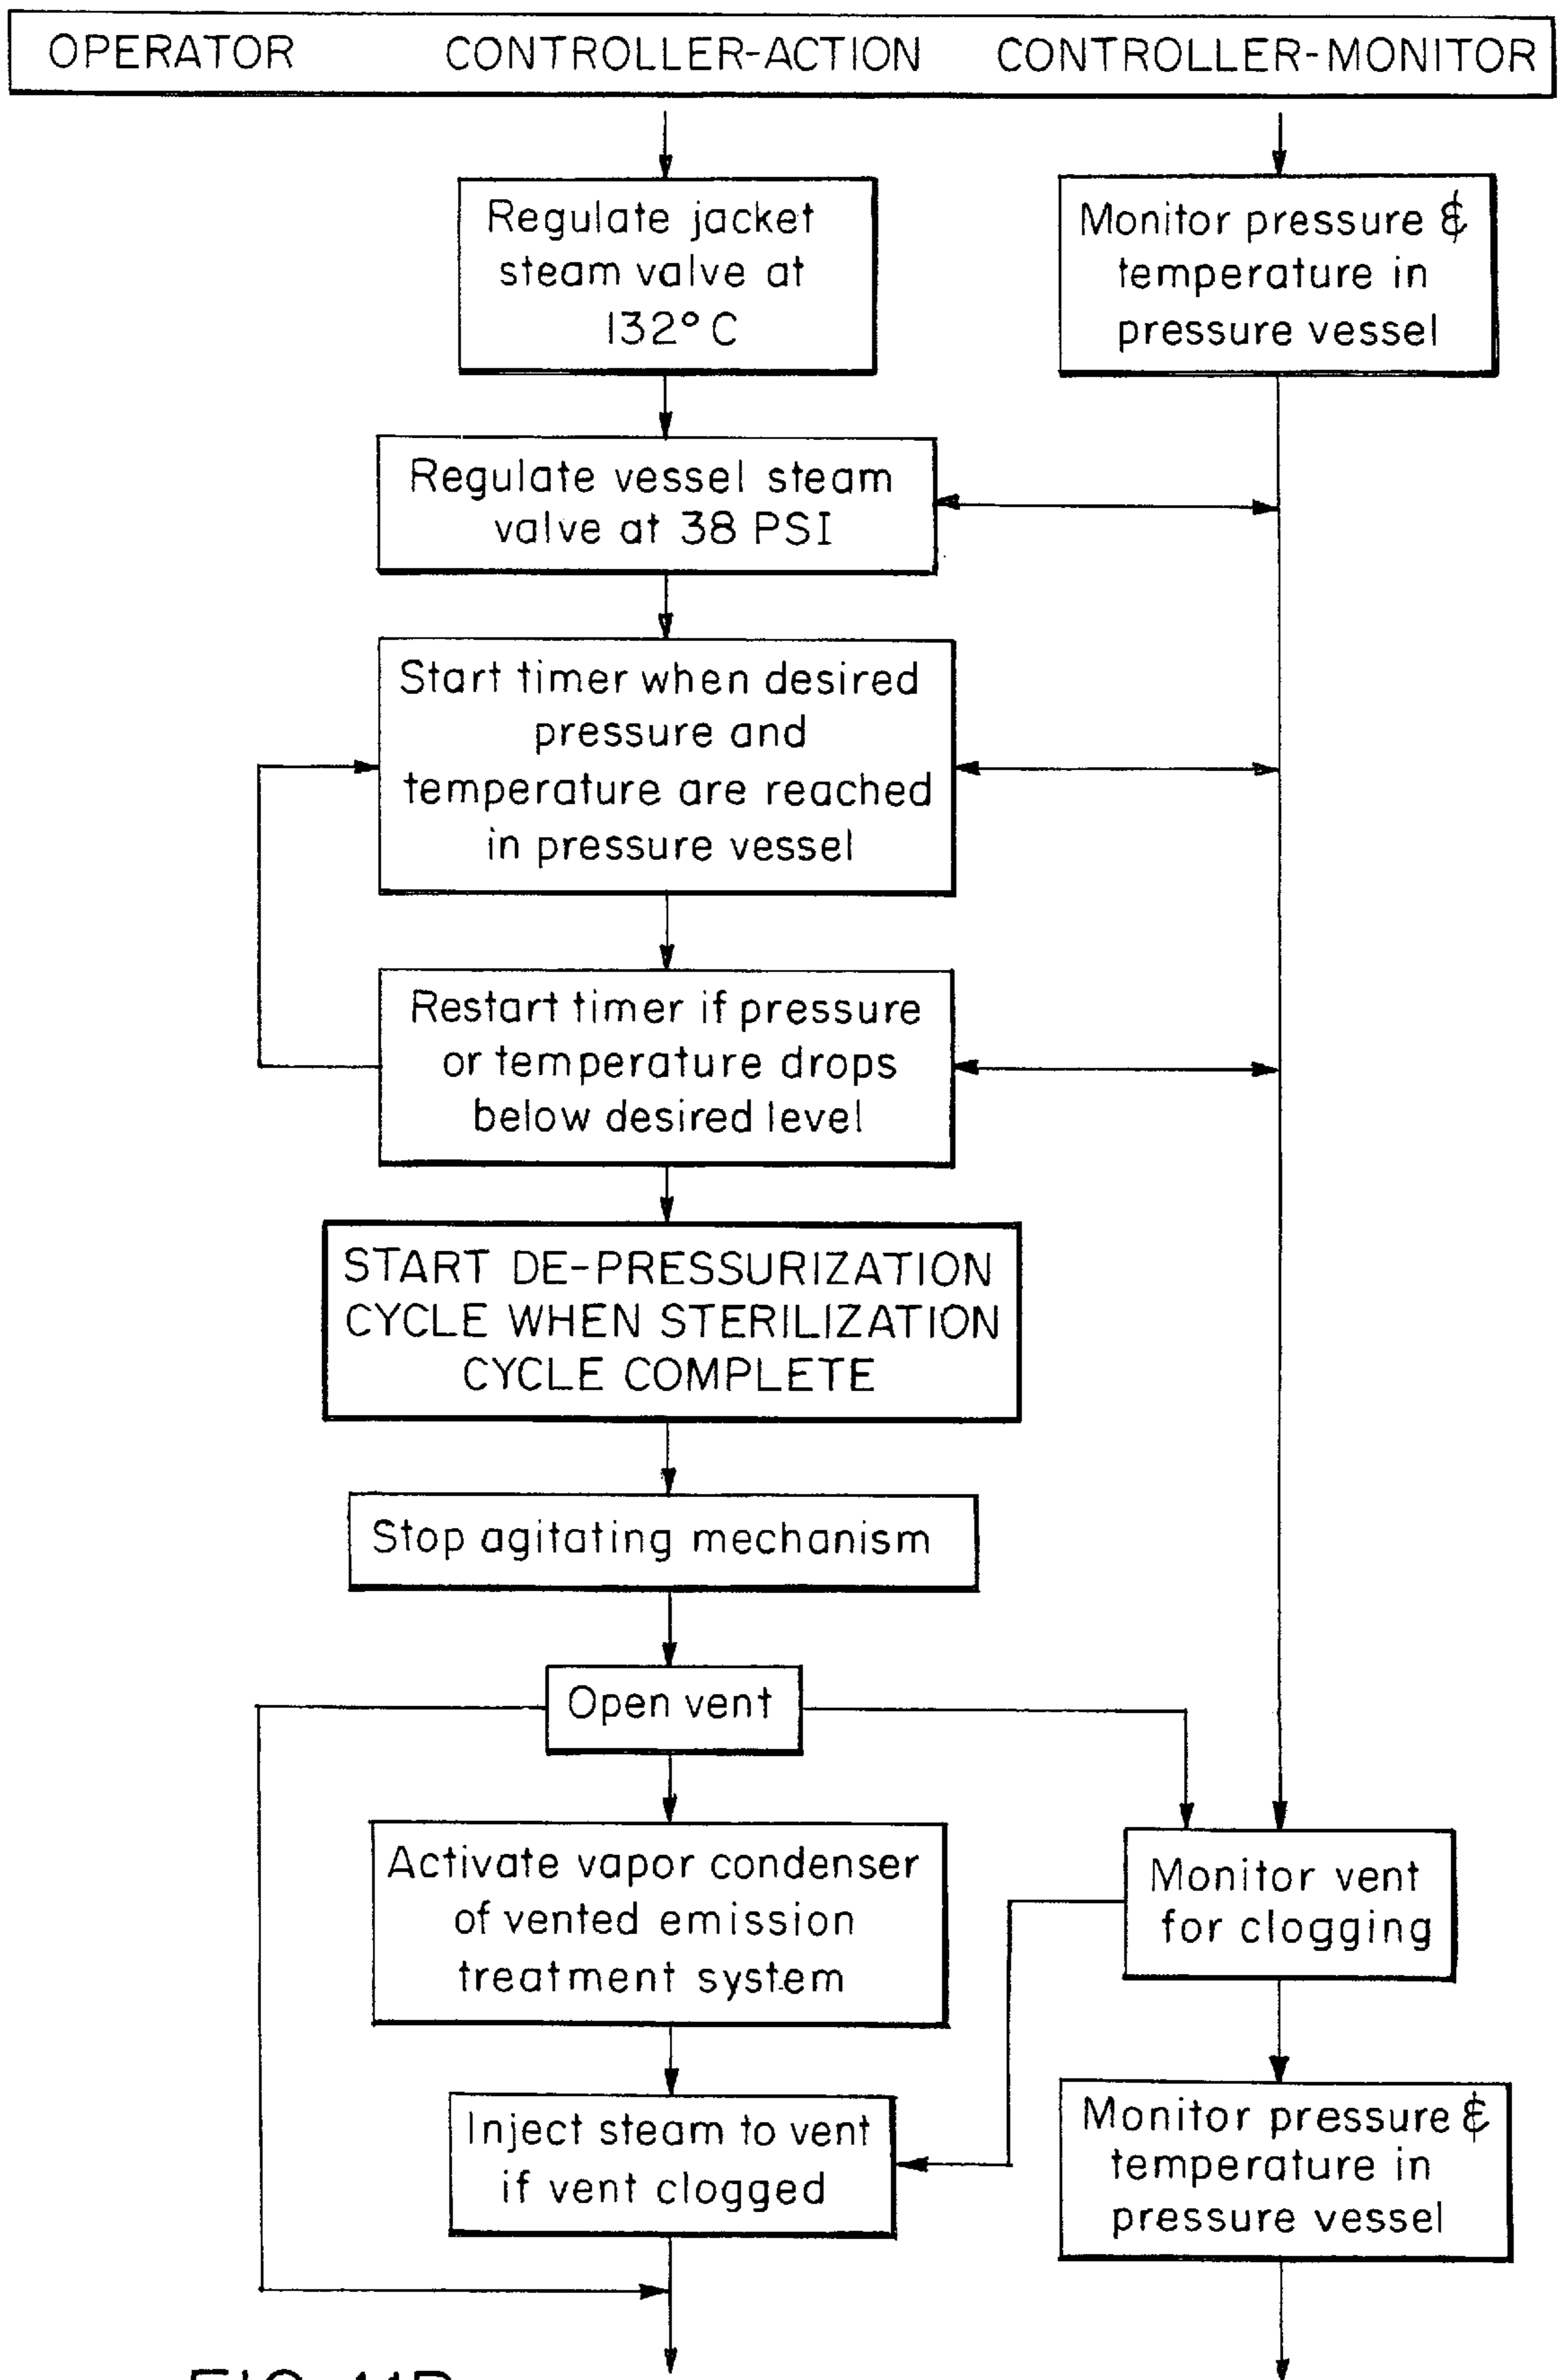 OPERATOR CONTROLLER-ACTION CONTROLLER-MONITOR
Regulate jacket
steam valve at
132° C
Monitor pressure &
temperature in
pressure vessel
Regulate vessel steam
valve at 38 PSI
Start timer when desired
pressure and
temperature are reached
in pressure vessel
Restart timer if pressure
or temperature drops
below desired level
START DE-PRESSURIZATION
CYCLE WHEN STERILIZATION
CYCLE COMPLETE
Stop agitating mechanism
Open vent
Activate vapor condenser
of vented emission
treatment system
Monitor vent
for clogging
Inject steam to vent
if vent clogged
Monitor pressure &
temperature in
pressure vessel